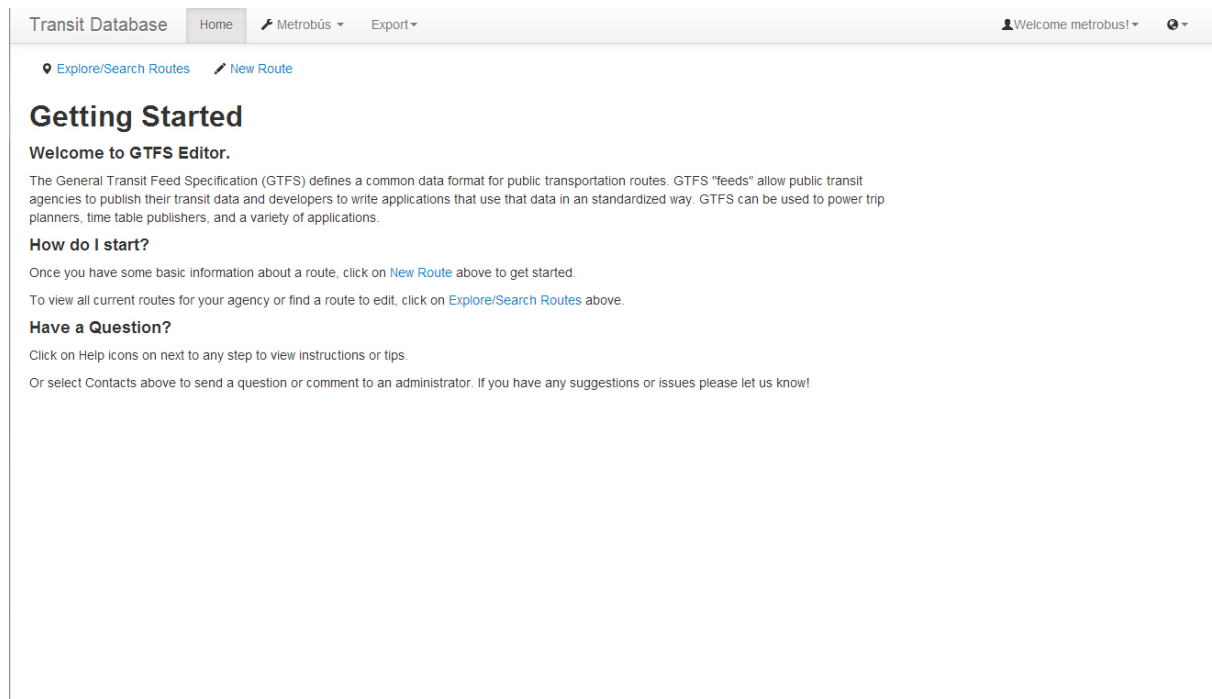 Transit Database Home Metrobús Export Welcome metrobus!
Explore/Search Routes New Route
Getting Started
Welcome to GTFS Editor.
The General Transit Feed Specification (GTFS) defines a common data format for public transportation routes. GTFS "feeds" allow public transit
agencies to publish their transit data and developers to write applications that use that data in an standardized way. GTFS can be used to power trip
planners, time table publishers, and a variety of applications.
How do I start?
Once you have some basic information about a route, click on New Route above to get started.
To view all current routes for your agency or find a route to edit, click on Explore/Search Routes above.
Have a Question?
Click on Help icons on next to any step to view instructions or tips.
Or select Contacts above to send a question or comment to an administrator. If you have any suggestions or issues please let us know!